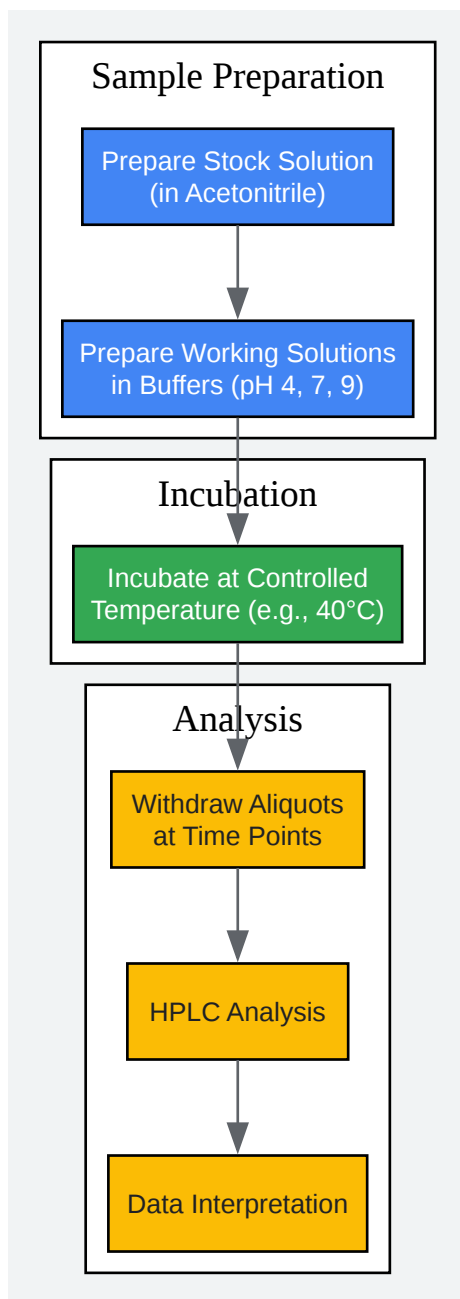 Sample Preparation
Prepare Stock Solution
(in Acetonitrile)
Prepare Working Solutions
in Buffers (pH 4, 7, 9)
Incubation
Incubate at Controlled
Temperature (e.g., 40°C)
Analysis
Withdraw Aliquots
at Time Points
HPLC Analysis
Data Interpretation